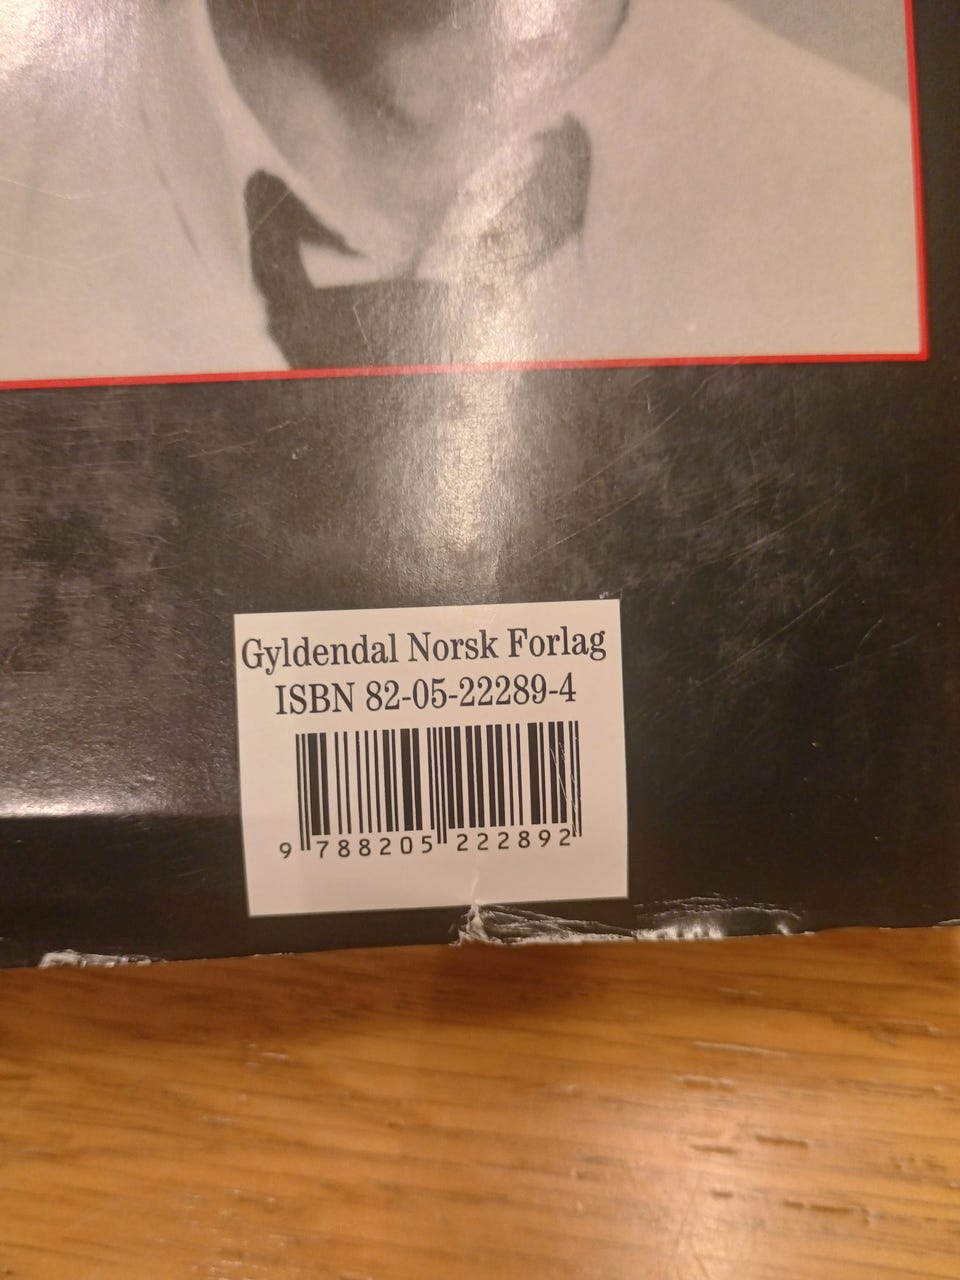 Gyldendal Norsk Forlag
ISBN 82-05-22289-4
9 788205 222892